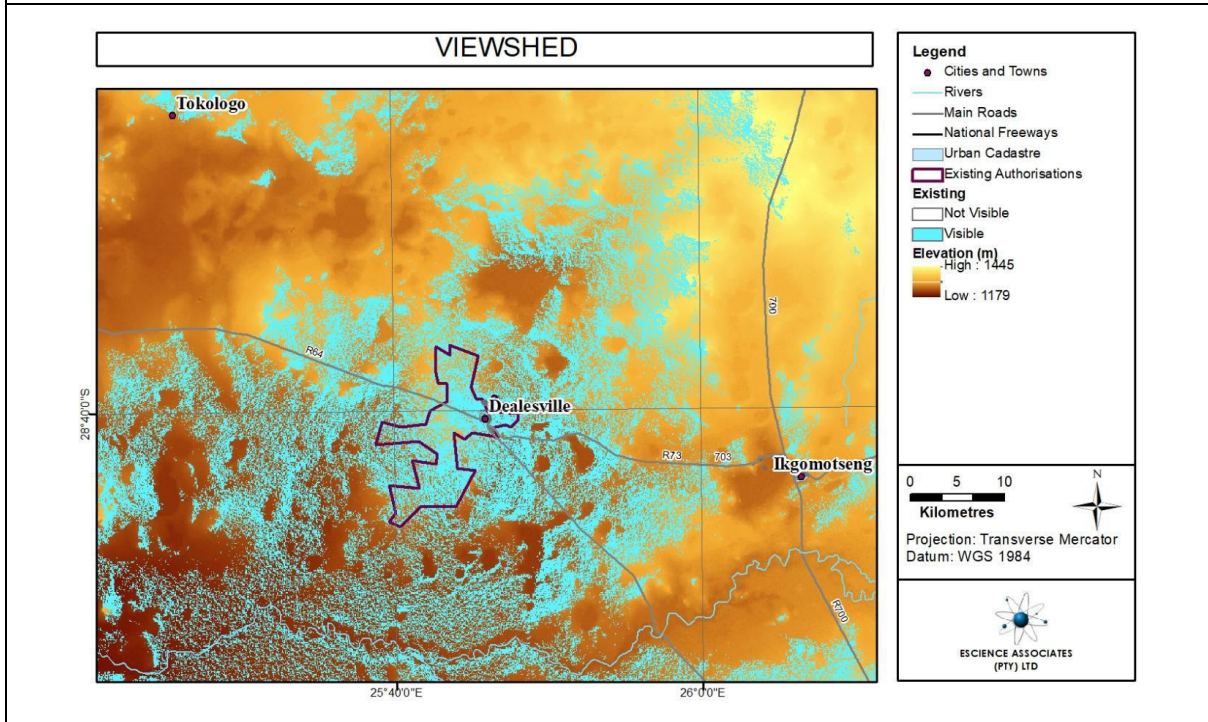 VIEWSHED
Tokologo
R64
Dealesville
R73
703
Ikgomotseng
700
R700
28°40'0"S
25°40'0"E
26°0'0"E
Legend
Cities and Towns
Rivers
Main Roads
National Freeways
Urban Cadastre
Existing Authorisations
Existing
Not Visible
Visible
Elevation (m)
High : 1445
Low : 1179
0 5 10
Kilometres
N
Projection: Transverse Mercator
Datum: WGS 1984
ESCIENCE ASSOCIATES
(PTY) LTD